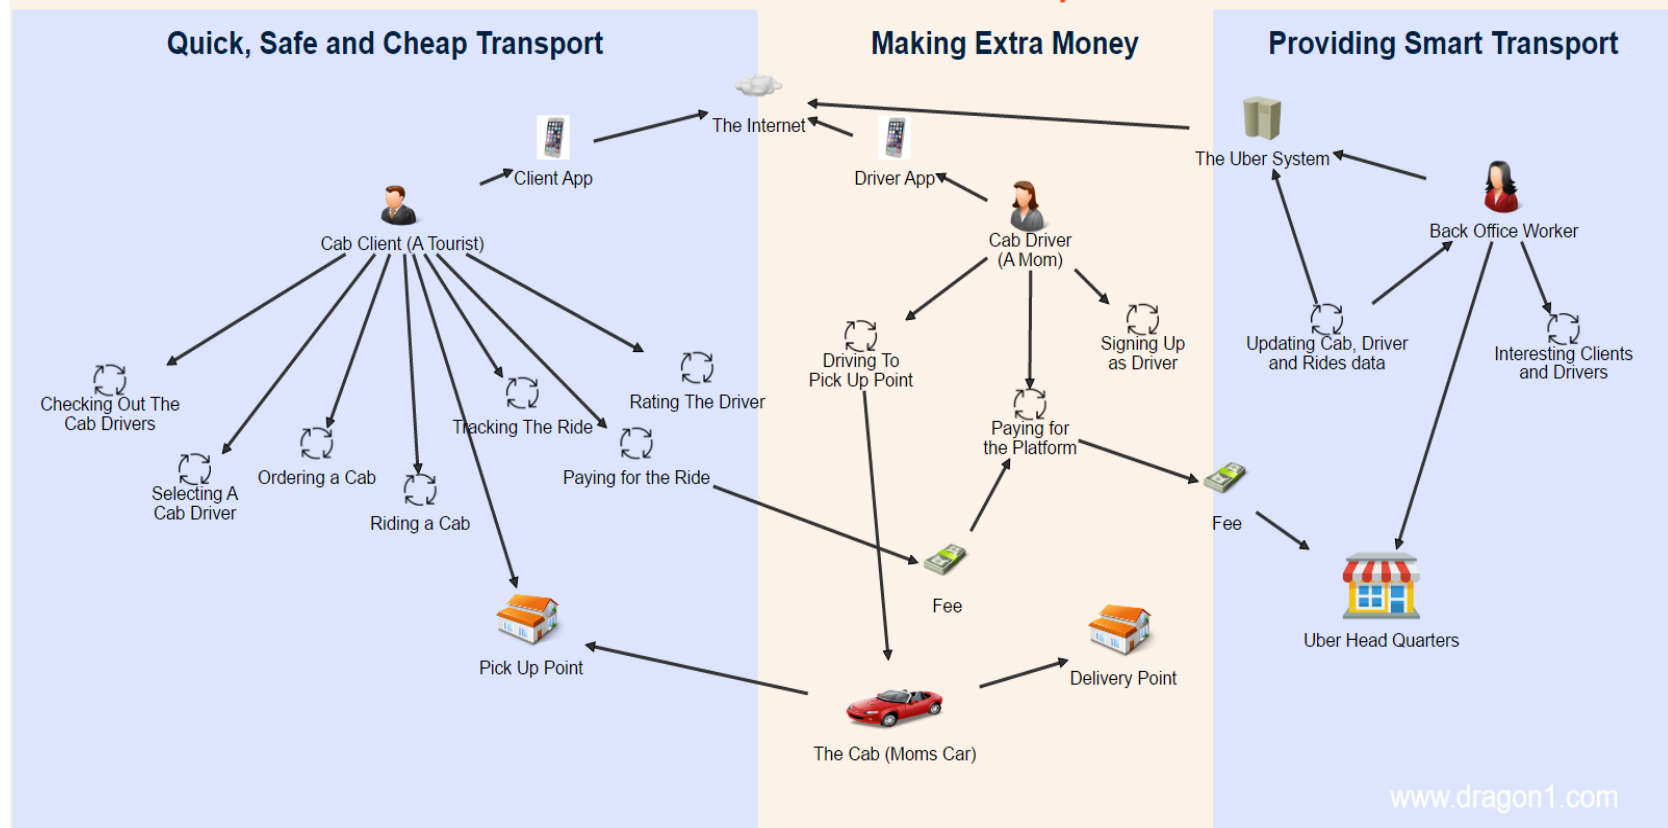 Quick, Safe and Cheap Transport
Making Extra Money
Providing Smart Transport
The Internet
Client App
Driver App
The Uber System
Cab Client (A Tourist)
Cab Driver
(A Mom)
Back Office Worker
Checking Out The
Cab Drivers
Selecting A
Cab Driver
Ordering a Cab
Riding a Cab
Tracking The Ride
Paying for the Ride
Rating The Driver
Driving To
Pick Up Point
Signing Up
as Driver
Paying for
the Platform
Updating Cab, Driver
and Rides data
Interesting Clients
and Drivers
Fee
Fee
Pick Up Point
Delivery Point
Uber Head Quarters
The Cab (Moms Car)
www.dragon1.com